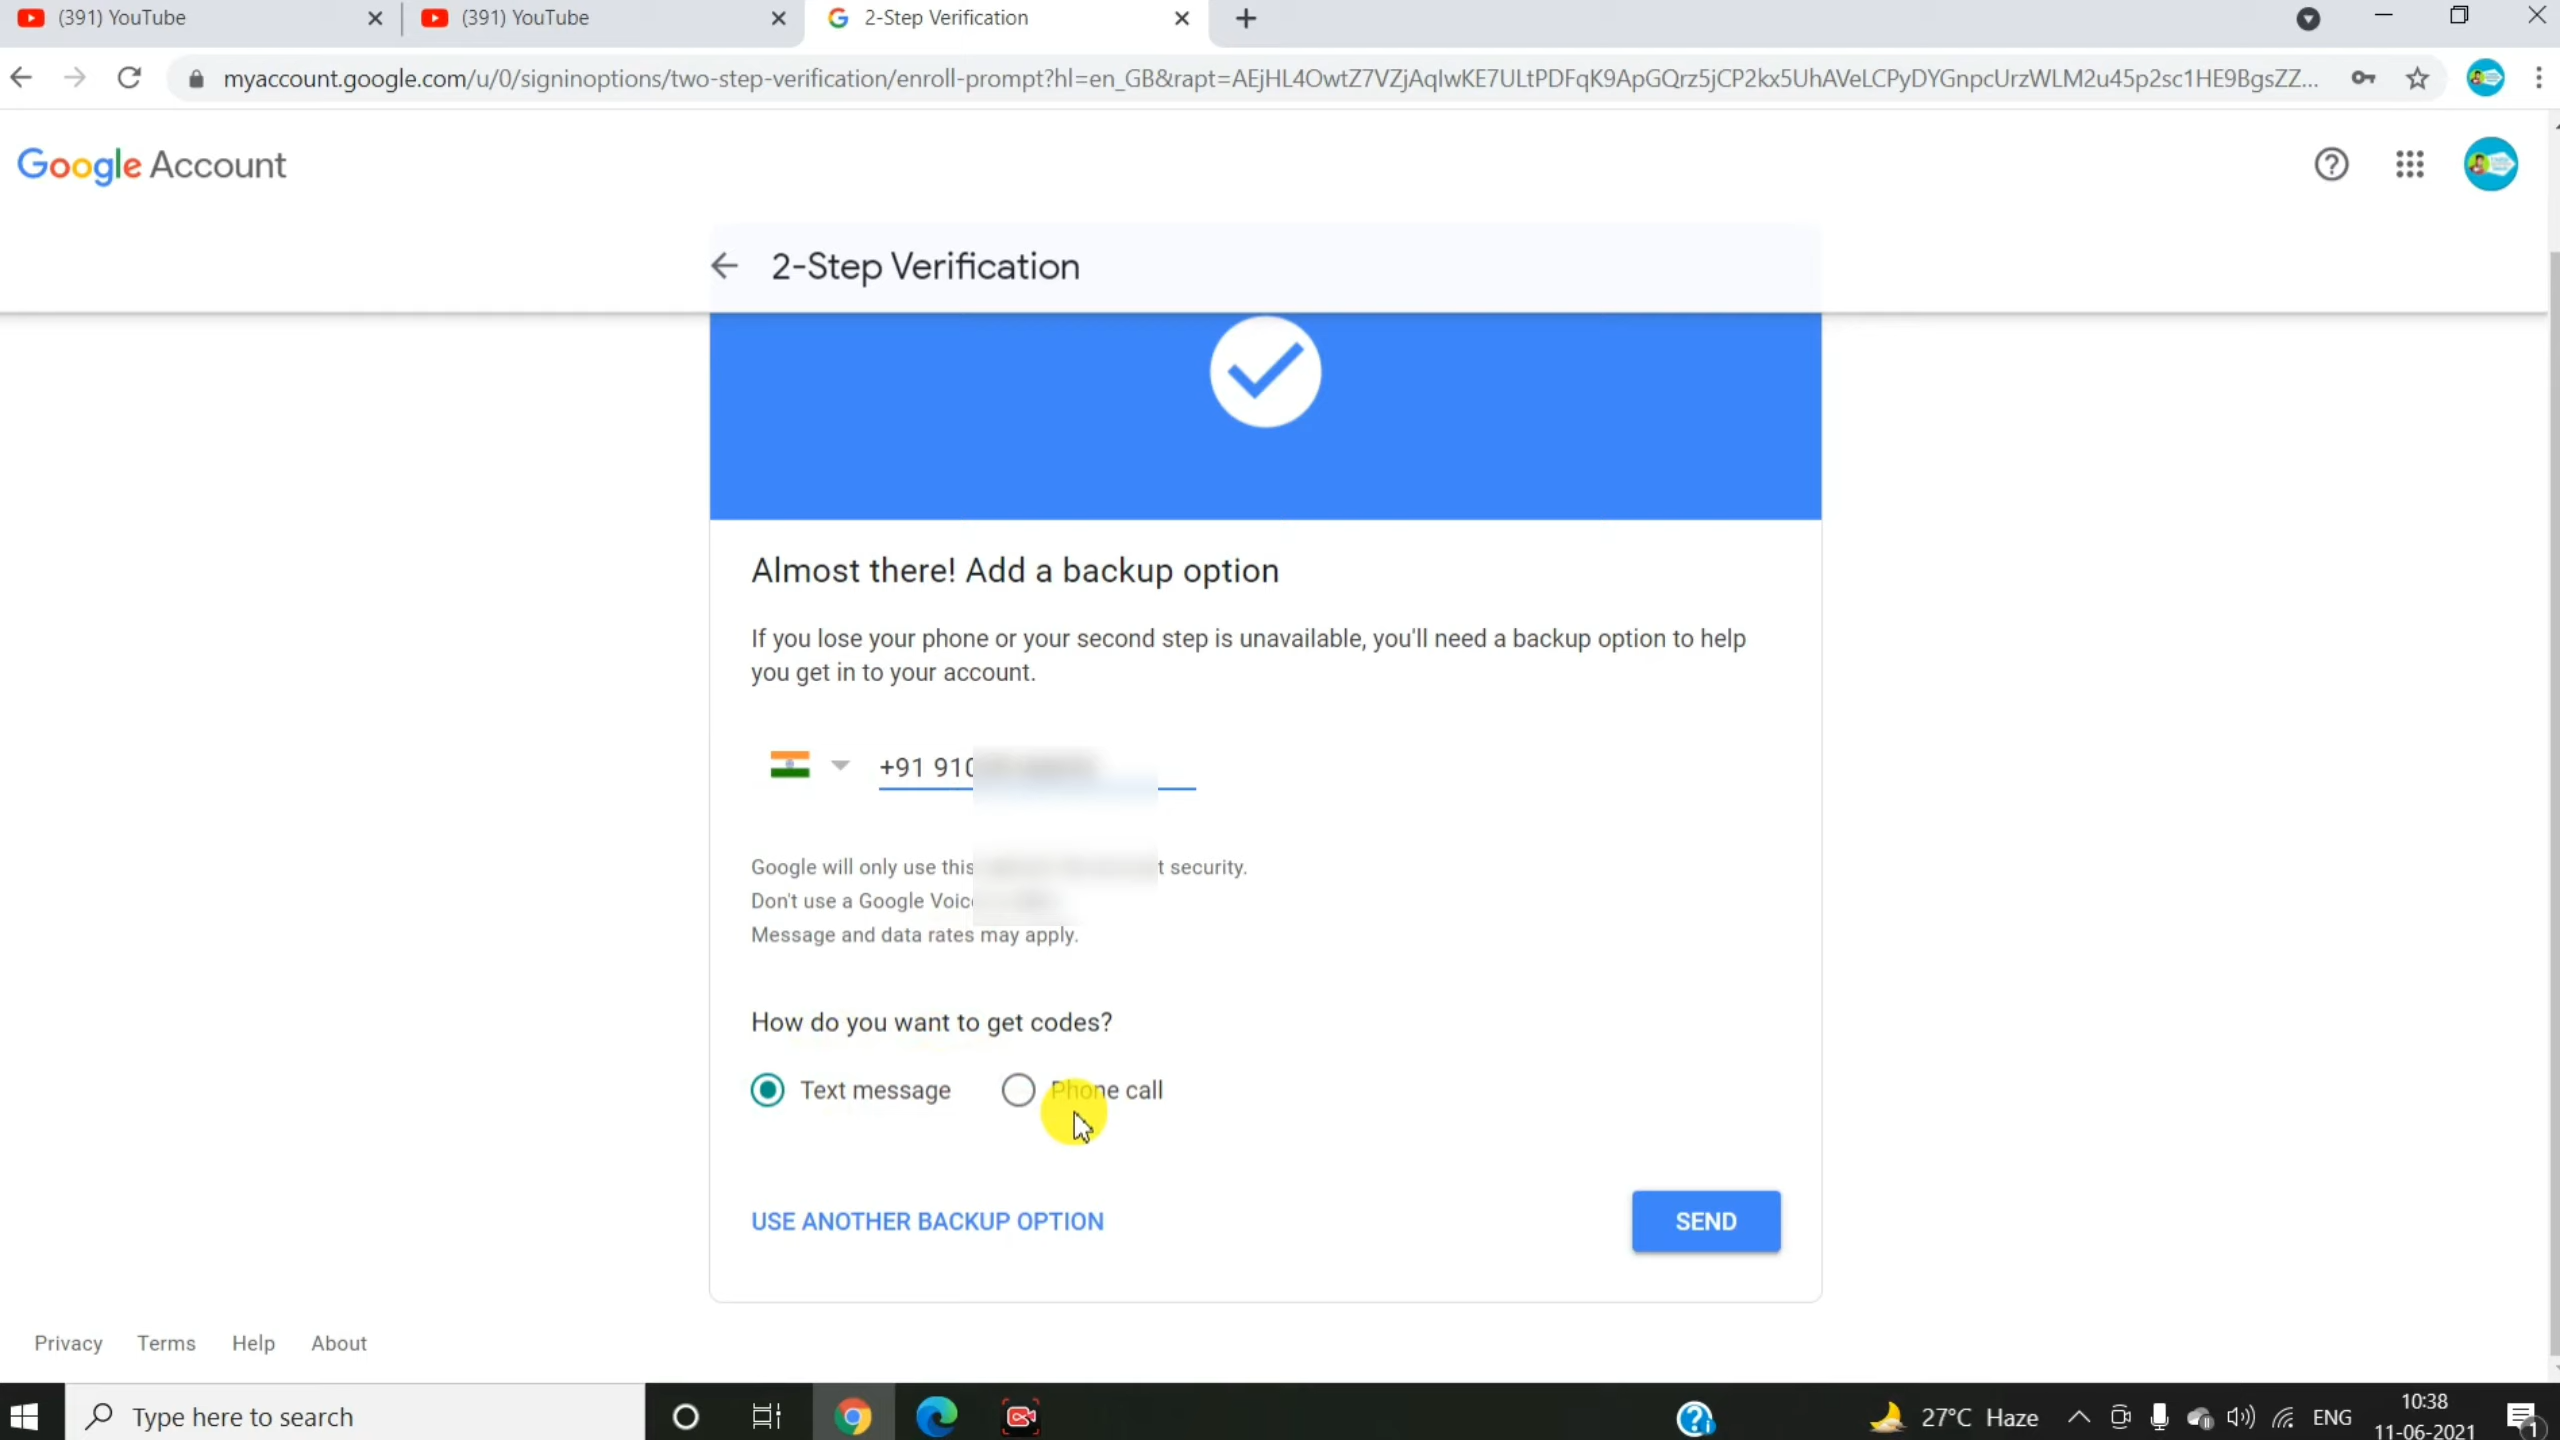 (391) YouTube
(391) YouTube
2-Step Verification
myaccount.google.com/u/0/signinoptions/two-step-verification/enroll-prompt?hl=en_GB&rapt=AEjHL4OwtZ7VZjAqIwKE7ULtPDFqK9ApGQrz5jCP2kx5UhAVeLCPyDYGnpcUrzWLM2u45p2sc1HE9BgsZZ...
Google Account
2-Step Verification
Almost there! Add a backup option
If you lose your phone or your second step is unavailable, you'll need a backup option to help
you get in to your account.
+91 910
Google will only use this security.
Don't use a Google Voice
Message and data rates may apply.
How do you want to get codes?
Text message
Phone call
USE ANOTHER BACKUP OPTION
SEND
Privacy Terms Help About
Type here to search
27°C Haze
ENG
10:38
11-06-2021
1